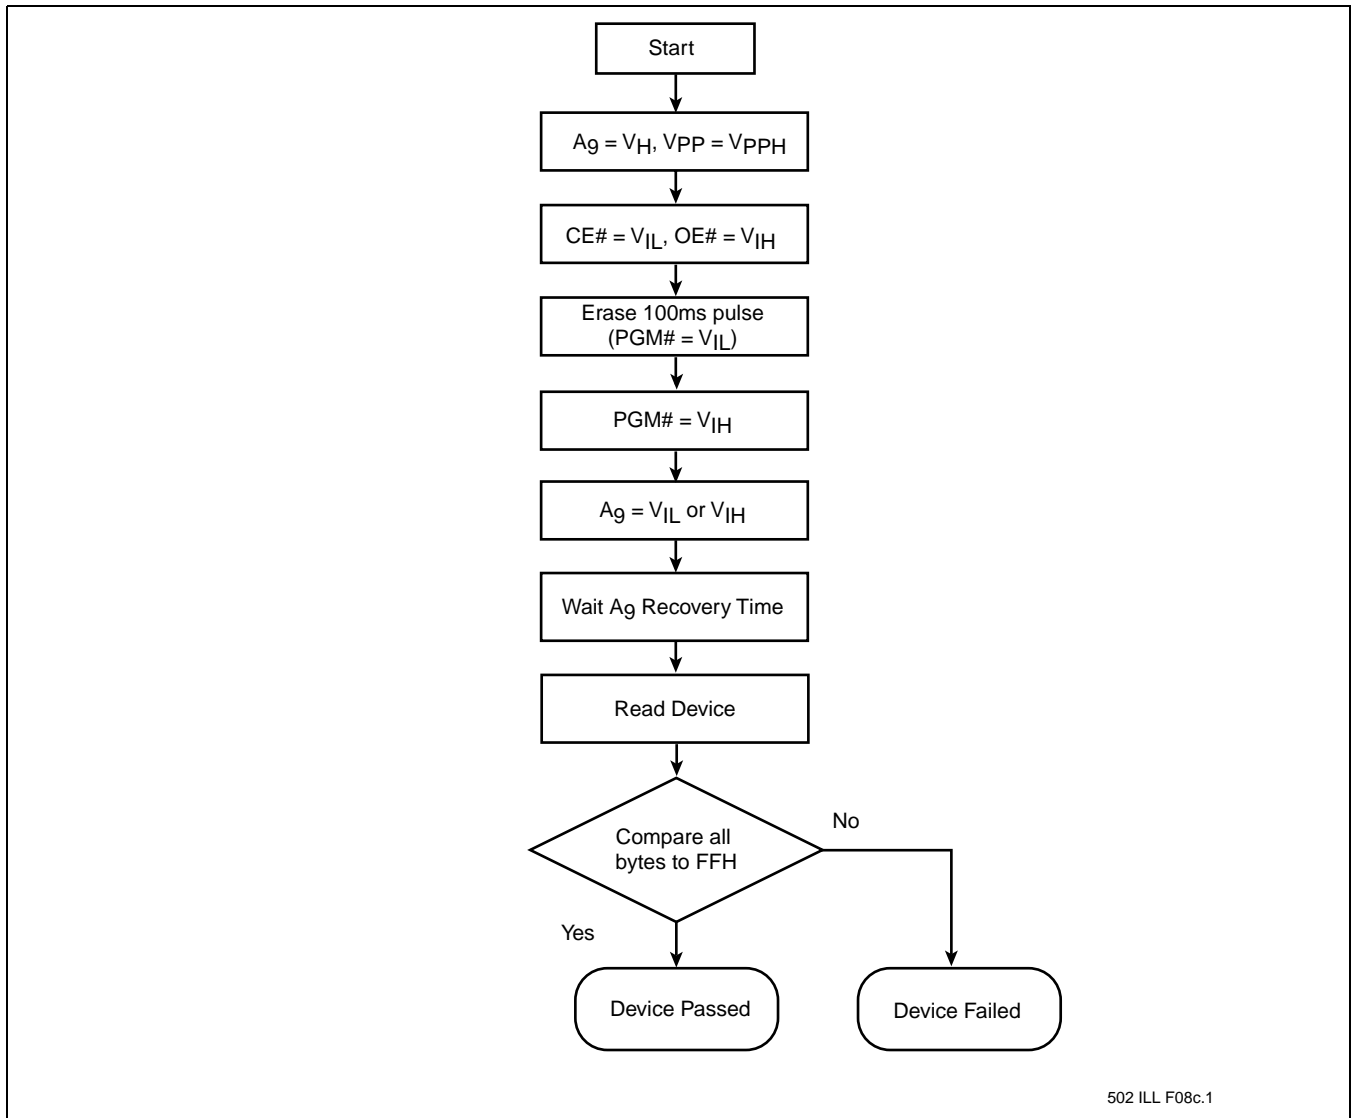 Start
A9 = VH, VPP = VPPH
CE# = VIL, OE# = VIH
Erase 100ms pulse
(PGM# = VIL)
PGM# = VIH
A9 = VIL or VIH
Wait A9 Recovery Time
Read Device
Compare all
bytes to FFH
No
Yes
Device Passed
Device Failed
502 ILL F08c.1